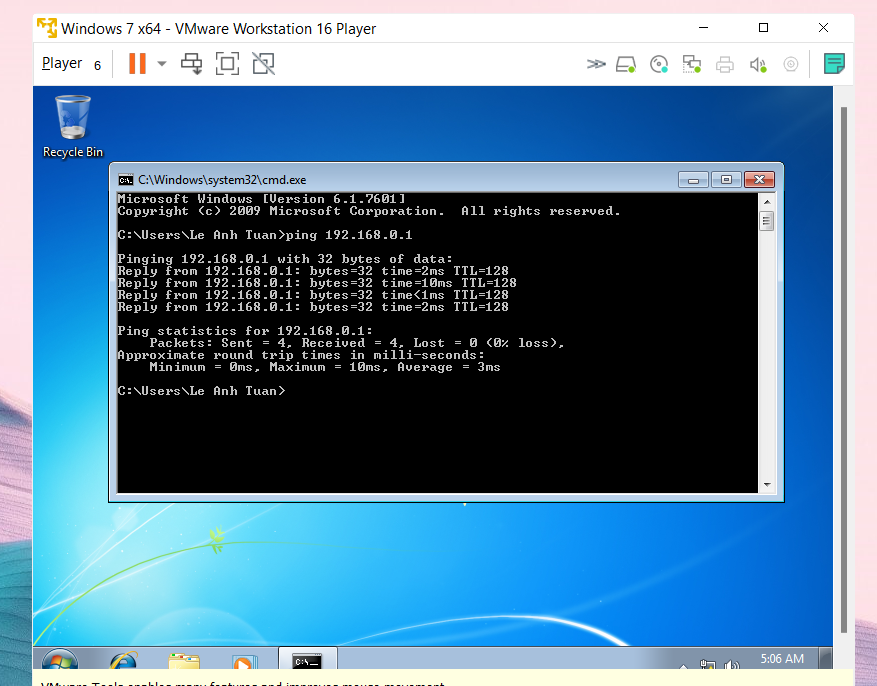 Windows 7 x64 - VMware Workstation 16 Player
Player 6
Recycle Bin
C:\Windows\system32\cmd.exe
Microsoft Windows [Version 6.1.7601]
Copyright (c) 2009 Microsoft Corporation.  All rights reserved.
C:\Users\Le Anh Tuan>ping 192.168.0.1
Pinging 192.168.0.1 with 32 bytes of data:
Reply from 192.168.0.1: bytes=32 time=2ms TTL=128
Reply from 192.168.0.1: bytes=32 time=10ms TTL=128
Reply from 192.168.0.1: bytes=32 time<1ms TTL=128
Reply from 192.168.0.1: bytes=32 time=2ms TTL=128
Ping statistics for 192.168.0.1:
    Packets: Sent = 4, Received = 4, Lost = 0 (0% loss),
Approximate round trip times in milli-seconds:
    Minimum = 0ms, Maximum = 10ms, Average = 3ms
C:\Users\Le Anh Tuan>
5:06 AM
VMware Tools enables many features and improves mouse movement